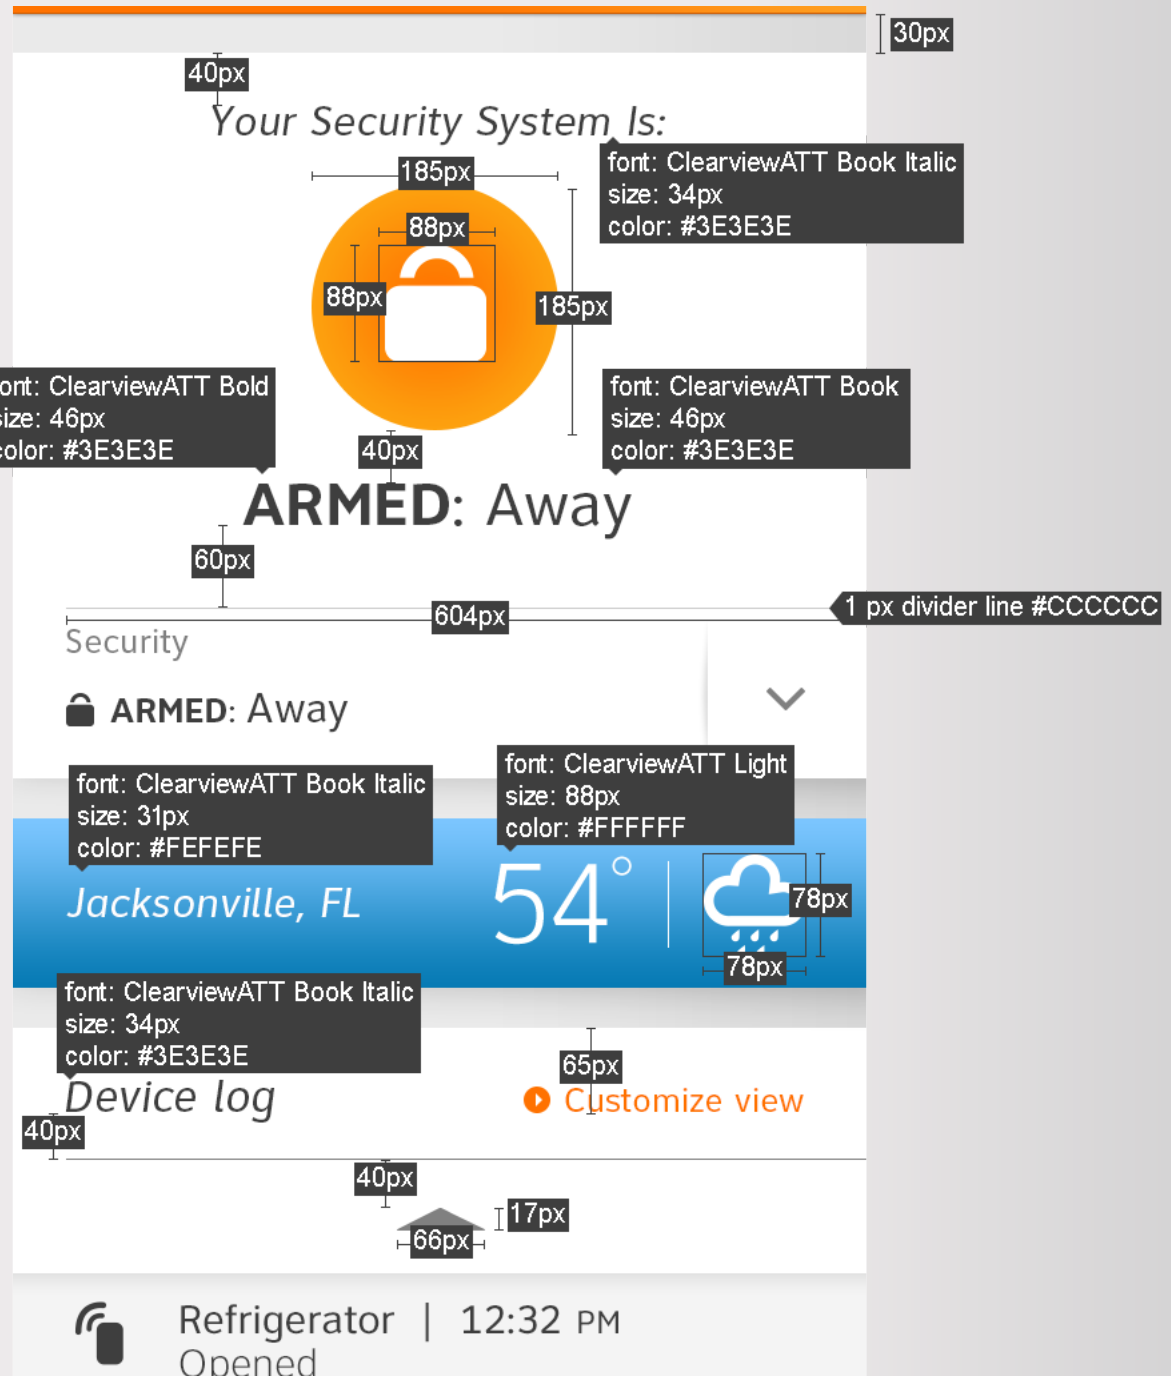 30px
40px
Your Security System Is:
font: ClearviewATT Book Italic
size: 34px
color: #3E3E3E
185px
88px
88px
185px
ont: ClearviewATT Bold
size: 46px
color: #3E3E3E
font: ClearviewATT Book
size: 46px
color: #3E3E3E
40px
ARMED: Away
60px
1 px divider line #CCCCCC
604px
Security
ARMED: Away
font: ClearviewATT Book Italic
size: 31px
color: #FEFEFE
font: ClearviewATT Light
size: 88px
color: #FFFFFF
Jacksonville, FL
54°
78px
78px
font: ClearviewATT Book Italic
size: 34px
color: #3E3E3E
65px
Device log
Customize view
40px
40px
17px
66px
Refrigerator | 12:32 PM
Opened